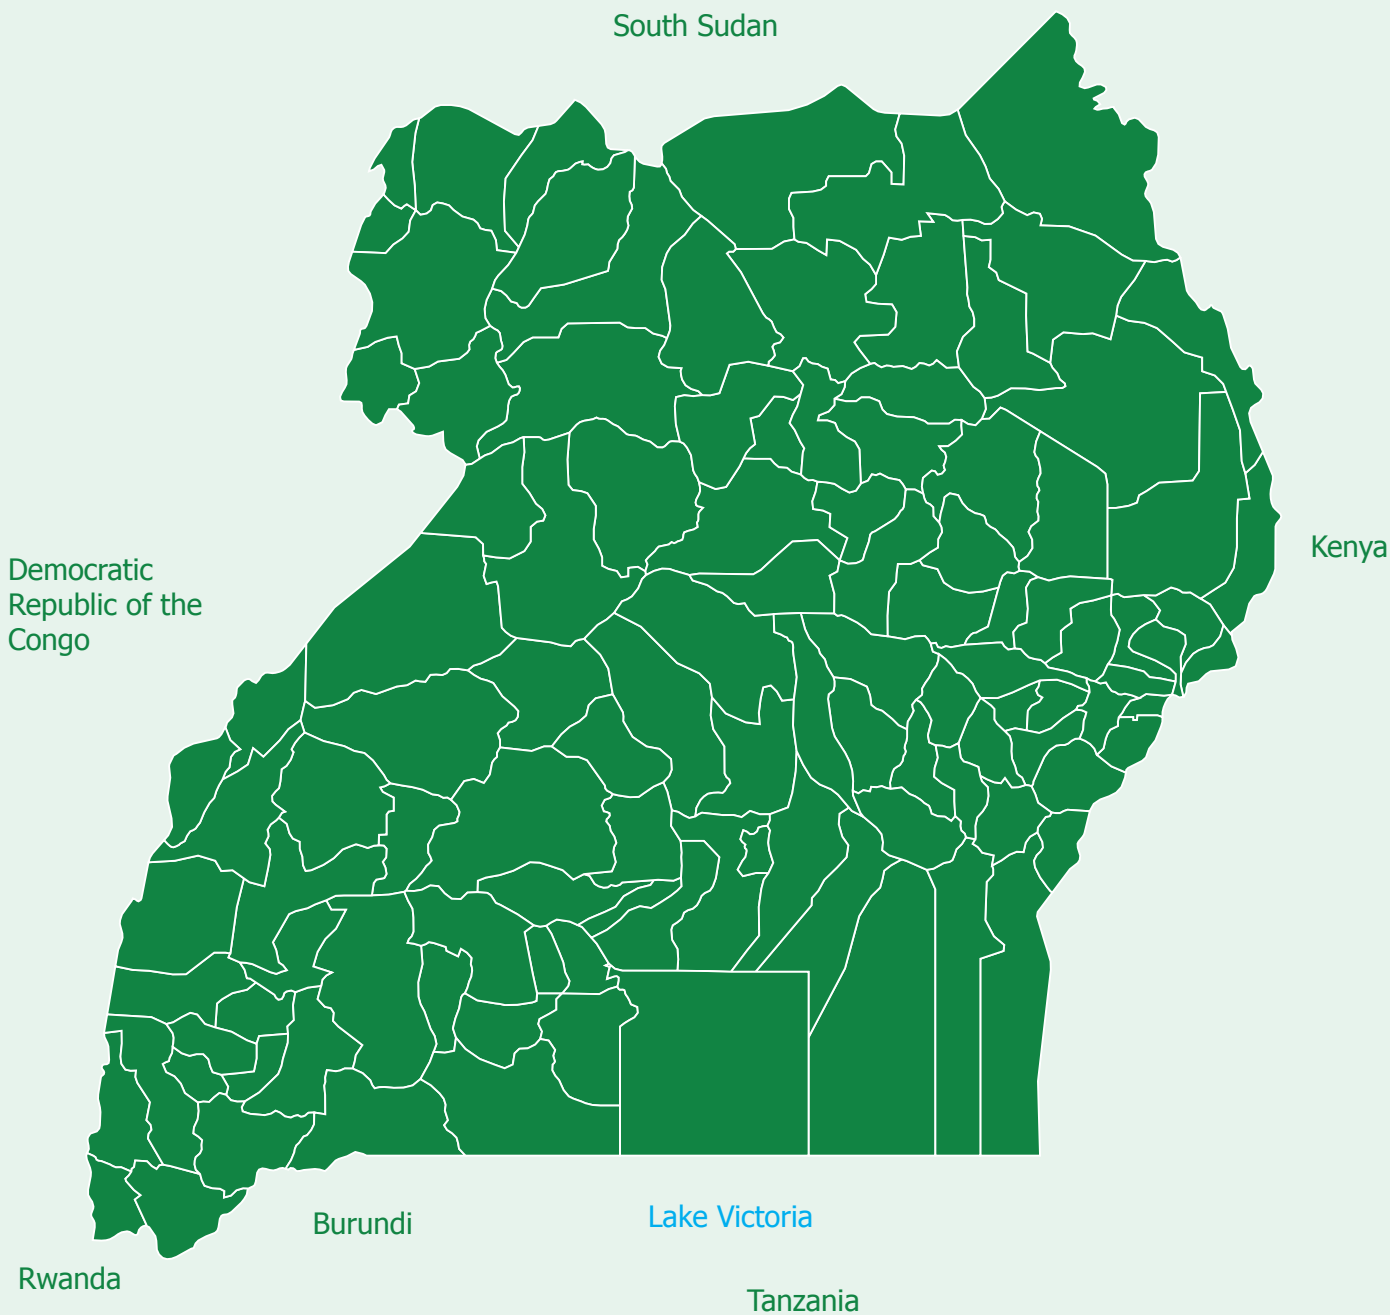 South Sudan
Kenya
Democratic
Republic of the
Congo
Burundi
Lake Victoria
Rwanda
Tanzania